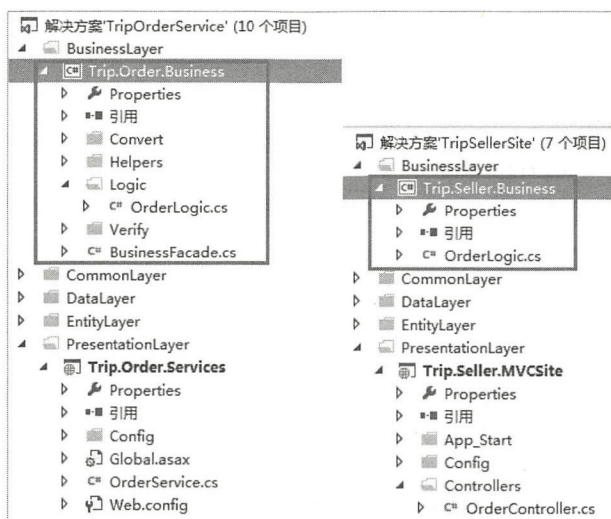 解决方案'TripOrderService' (10 个项目)
BusinessLayer
C# Trip.Order.Business
Properties
引用
Convert
Helpers
Logic
C# OrderLogic.cs
Verify
C# BusinessFacade.cs
CommonLayer
DataLayer
EntityLayer
PresentationLayer
Trip.Order.Services
Properties
引用
Config
Global.asax
C# OrderService.cs
Web.config
解决方案'TripSellerSite' (7 个项目)
BusinessLayer
C# Trip.Seller.Business
Properties
引用
C# OrderLogic.cs
CommonLayer
DataLayer
EntityLayer
PresentationLayer
Trip.Seller.MVCSite
Properties
引用
App_Start
Config
Controllers
C# OrderController.cs